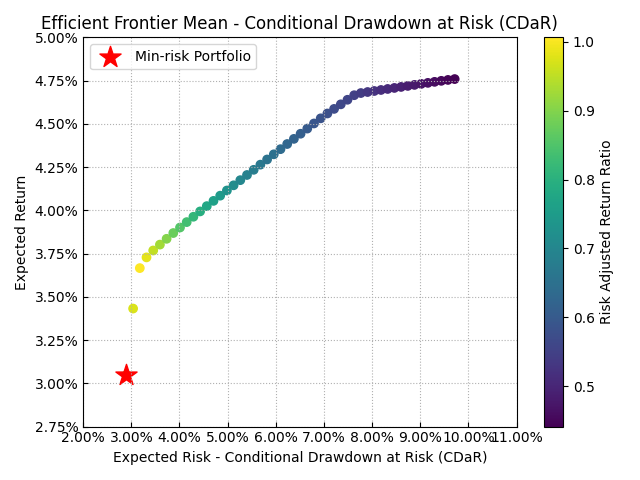 Efficient Frontier Mean - Conditional Drawdown at Risk (CDaR)
Min-risk Portfolio
5.00%
4.75%
4.50%
4.25%
4.00%
3.75%
3.50%
3.25%
3.00%
2.75%
Expected Return
2.00% 3.00% 4.00% 5.00% 6.00% 7.00% 8.00% 9.00% 10.00% 11.00%
Expected Risk - Conditional Drawdown at Risk (CDaR)
1.0
0.9
0.8
0.7
0.6
0.5
Risk Adjusted Return Ratio